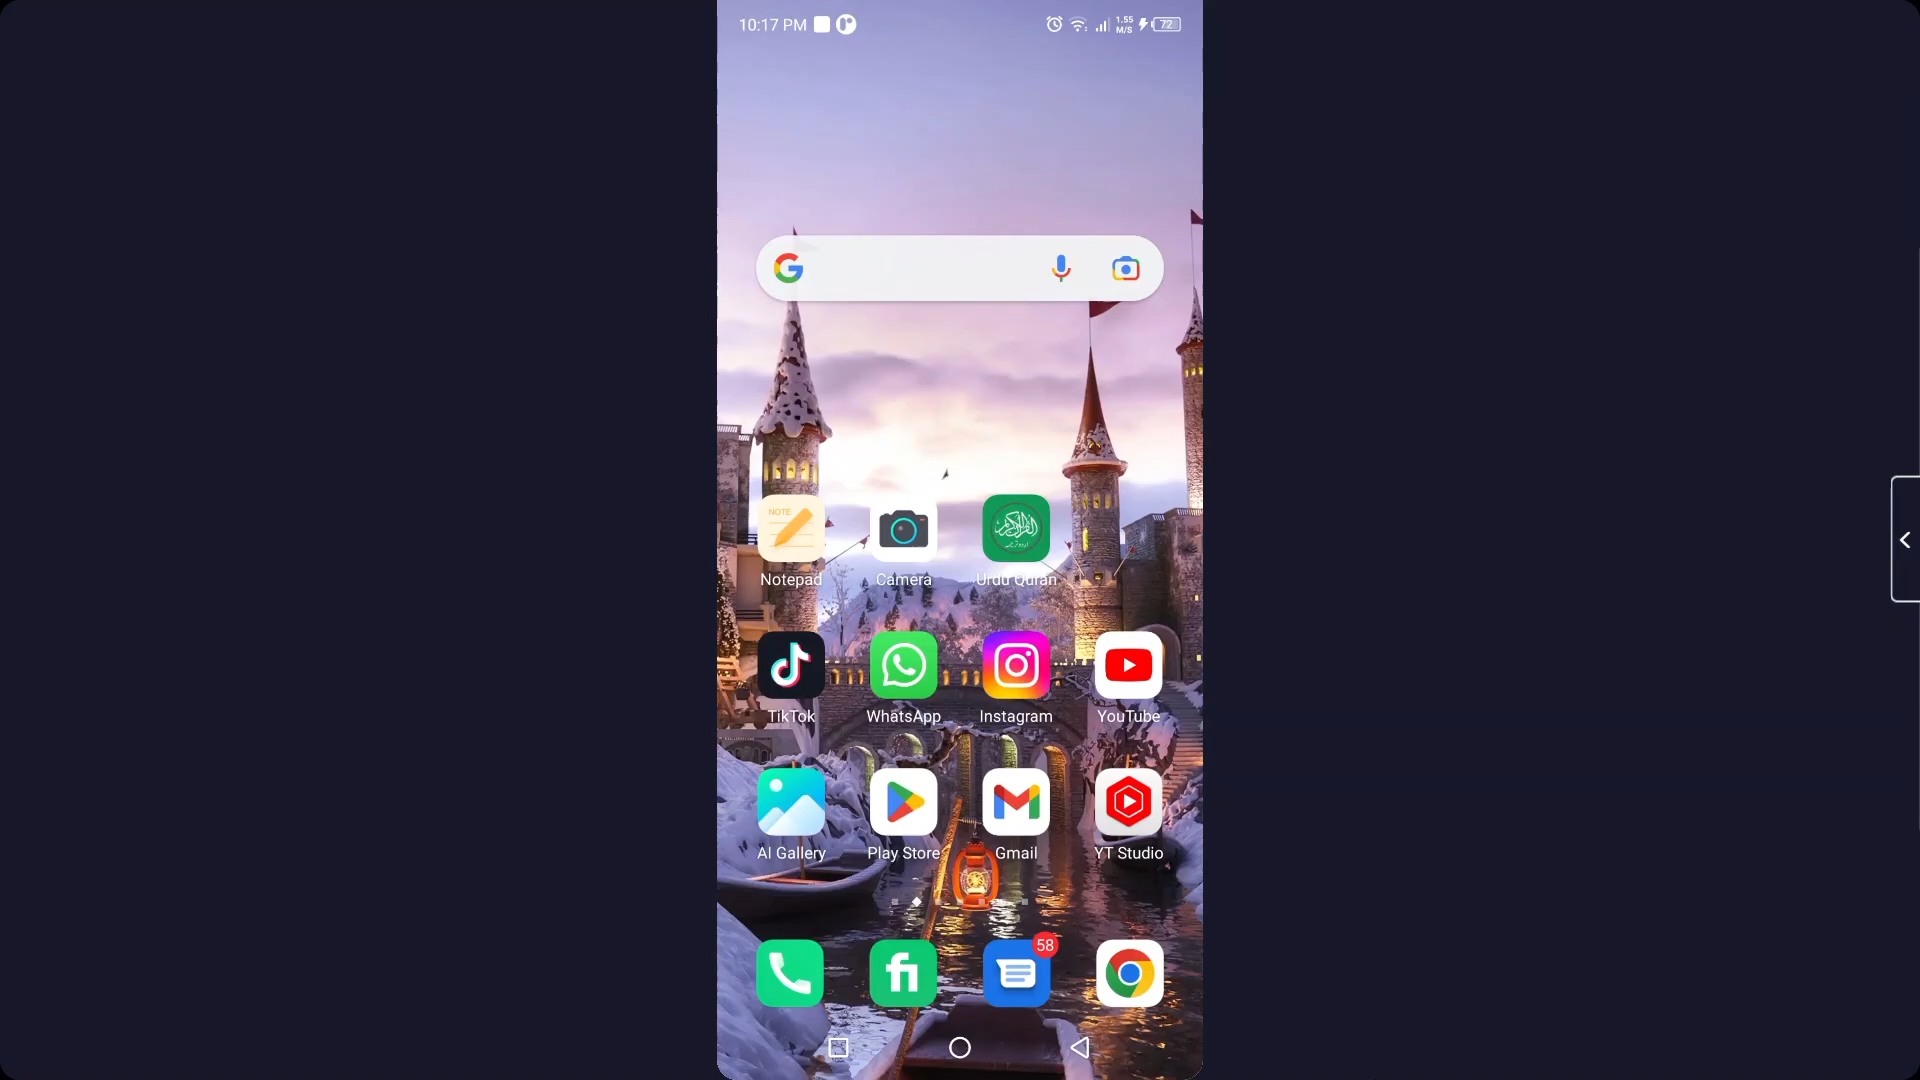 10:17 PM
1.55
M/S
72
NOTE
Notepad
Camera
Urdu Quran
TikTok
WhatsApp
Instagram
YouTube
AI Gallery
Play Store
Gmail
YT Studio
58